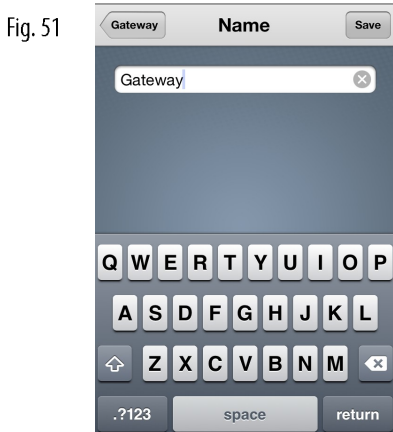 Fig. 51
Gateway Name Save
Gateway
Q W E R T Y U I O P
A S D F G H J K L
Z X C V B N M
.?123 space return